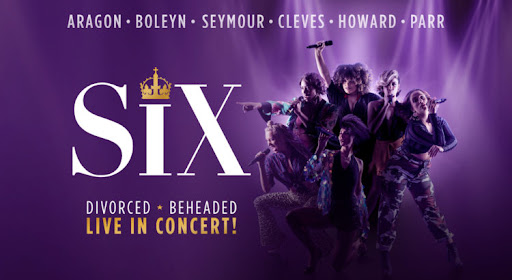 ARAGON • BOLEYN • SEYMOUR • CLEVES • HOWARD • PARR
SIX
DIVORCED ★ BEHEADED
LIVE IN CONCERT!